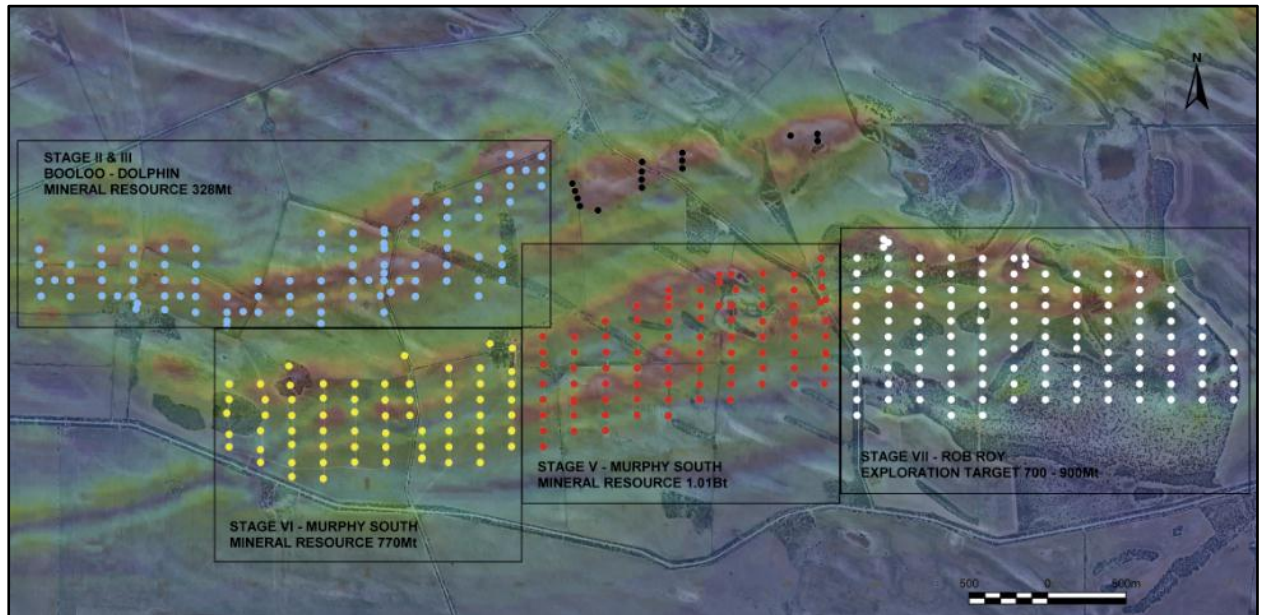 N
STAGE II & III
BOOLOO - DOLPHIN
MINERAL RESOURCE 328Mt
STAGE V - MURPHY SOUTH
MINERAL RESOURCE 1.01Bt
STAGE VII - ROB ROY
EXPLORATION TARGET 700 - 900Mt
STAGE VI - MURPHY SOUTH
MINERAL RESOURCE 770Mt
500 0 500m